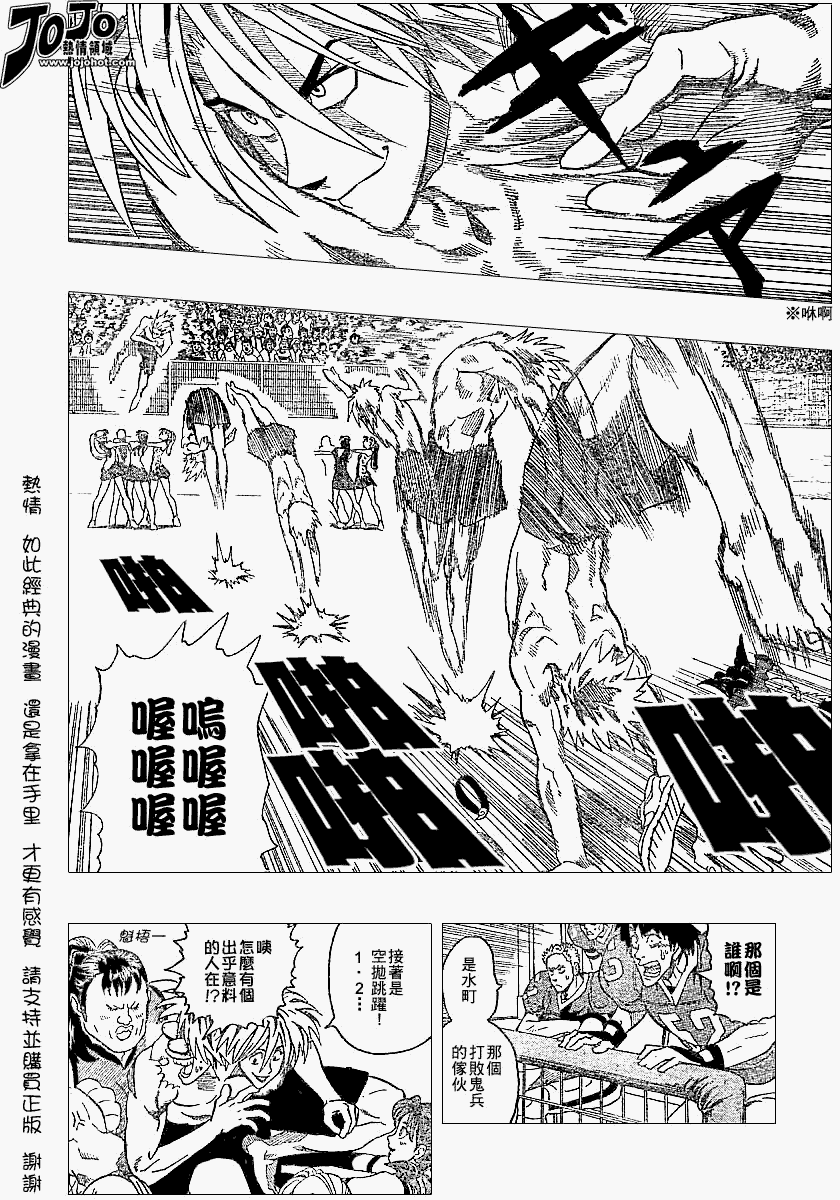 JOJO
熱情領域
www.jojohot.com
※咻啊
啪
啪
啪
啪
嗚喔喔
喔喔喔
那個是
誰啊!?
是水町
那個
打敗鬼兵
的傢伙
接著是
空拋跳躍!
1．2…
咦
怎麼有個
出乎意料
的人在!?
魁梧一
熱情 如此經典的漫畫 還是拿在手里 才更有感覺 請支持並購買正版 謝謝